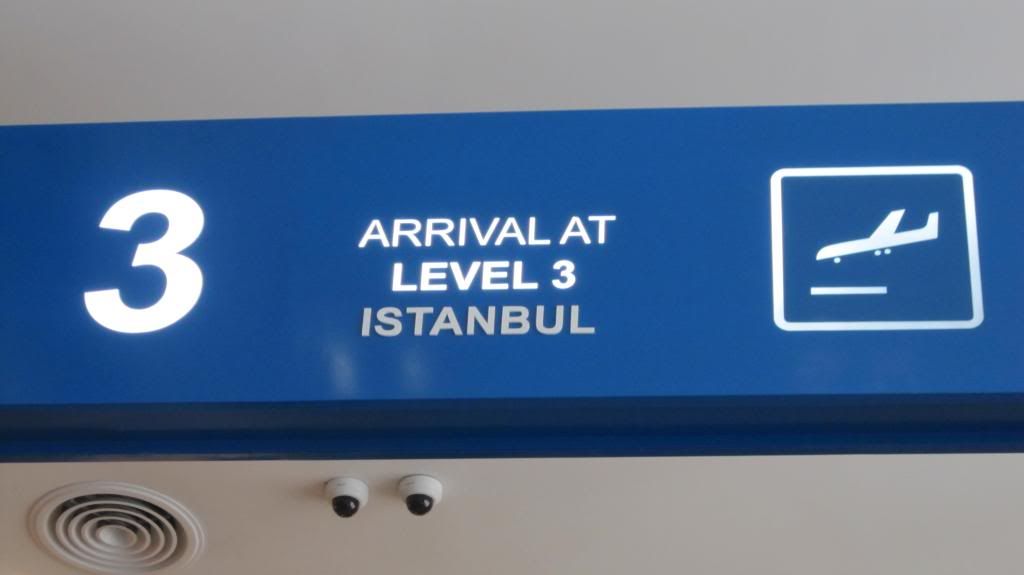 3
ARRIVAL AT
LEVEL 3
ISTANBUL